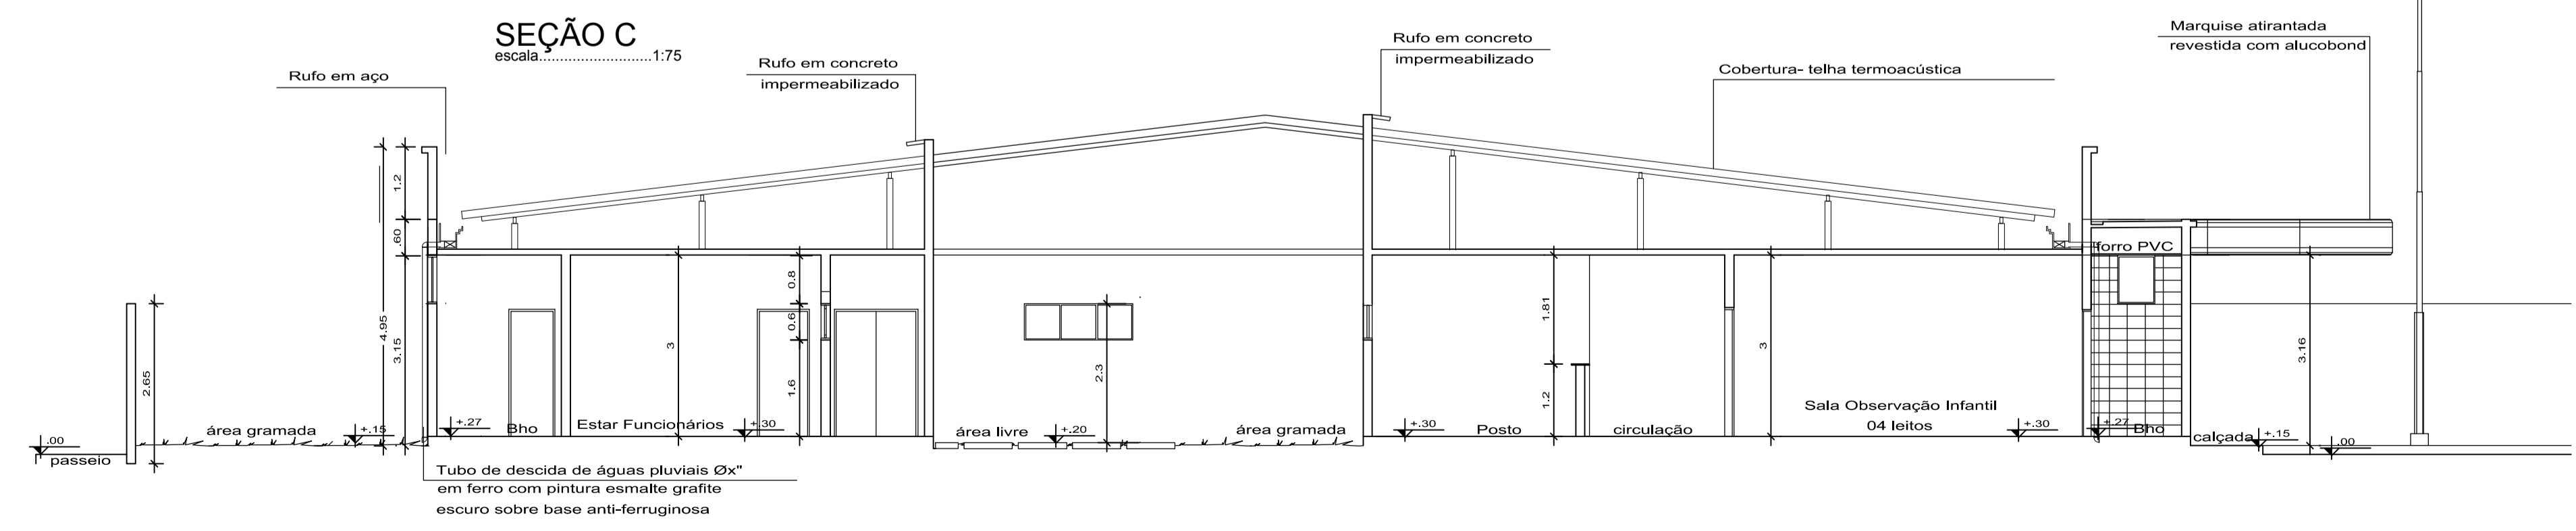 SEÇÃO C
escala...........................1:75
Rufo em aço
Rufo em concreto
impermeabilizado
Rufo em concreto
impermeabilizado
Cobertura- telha termoacústica
Marquise atirantada
revestida com alucobond
1.2
.60
4.95
3.15
2.65
3
0.8
0.6
1.6
2.3
1.81
1.2
3
3.16
forro PVC
.00
passeio
área gramada
+.15
+.27
Bho
Estar Funcionários
+.30
área livre
+.20
área gramada
+.30
Posto
circulação
Sala Observação Infantil
04 leitos
+.30
+.27
Bho
calçada
+.15
.00
Tubo de descida de águas pluviais Øx"
em ferro com pintura esmalte grafite
escuro sobre base anti-ferruginosa